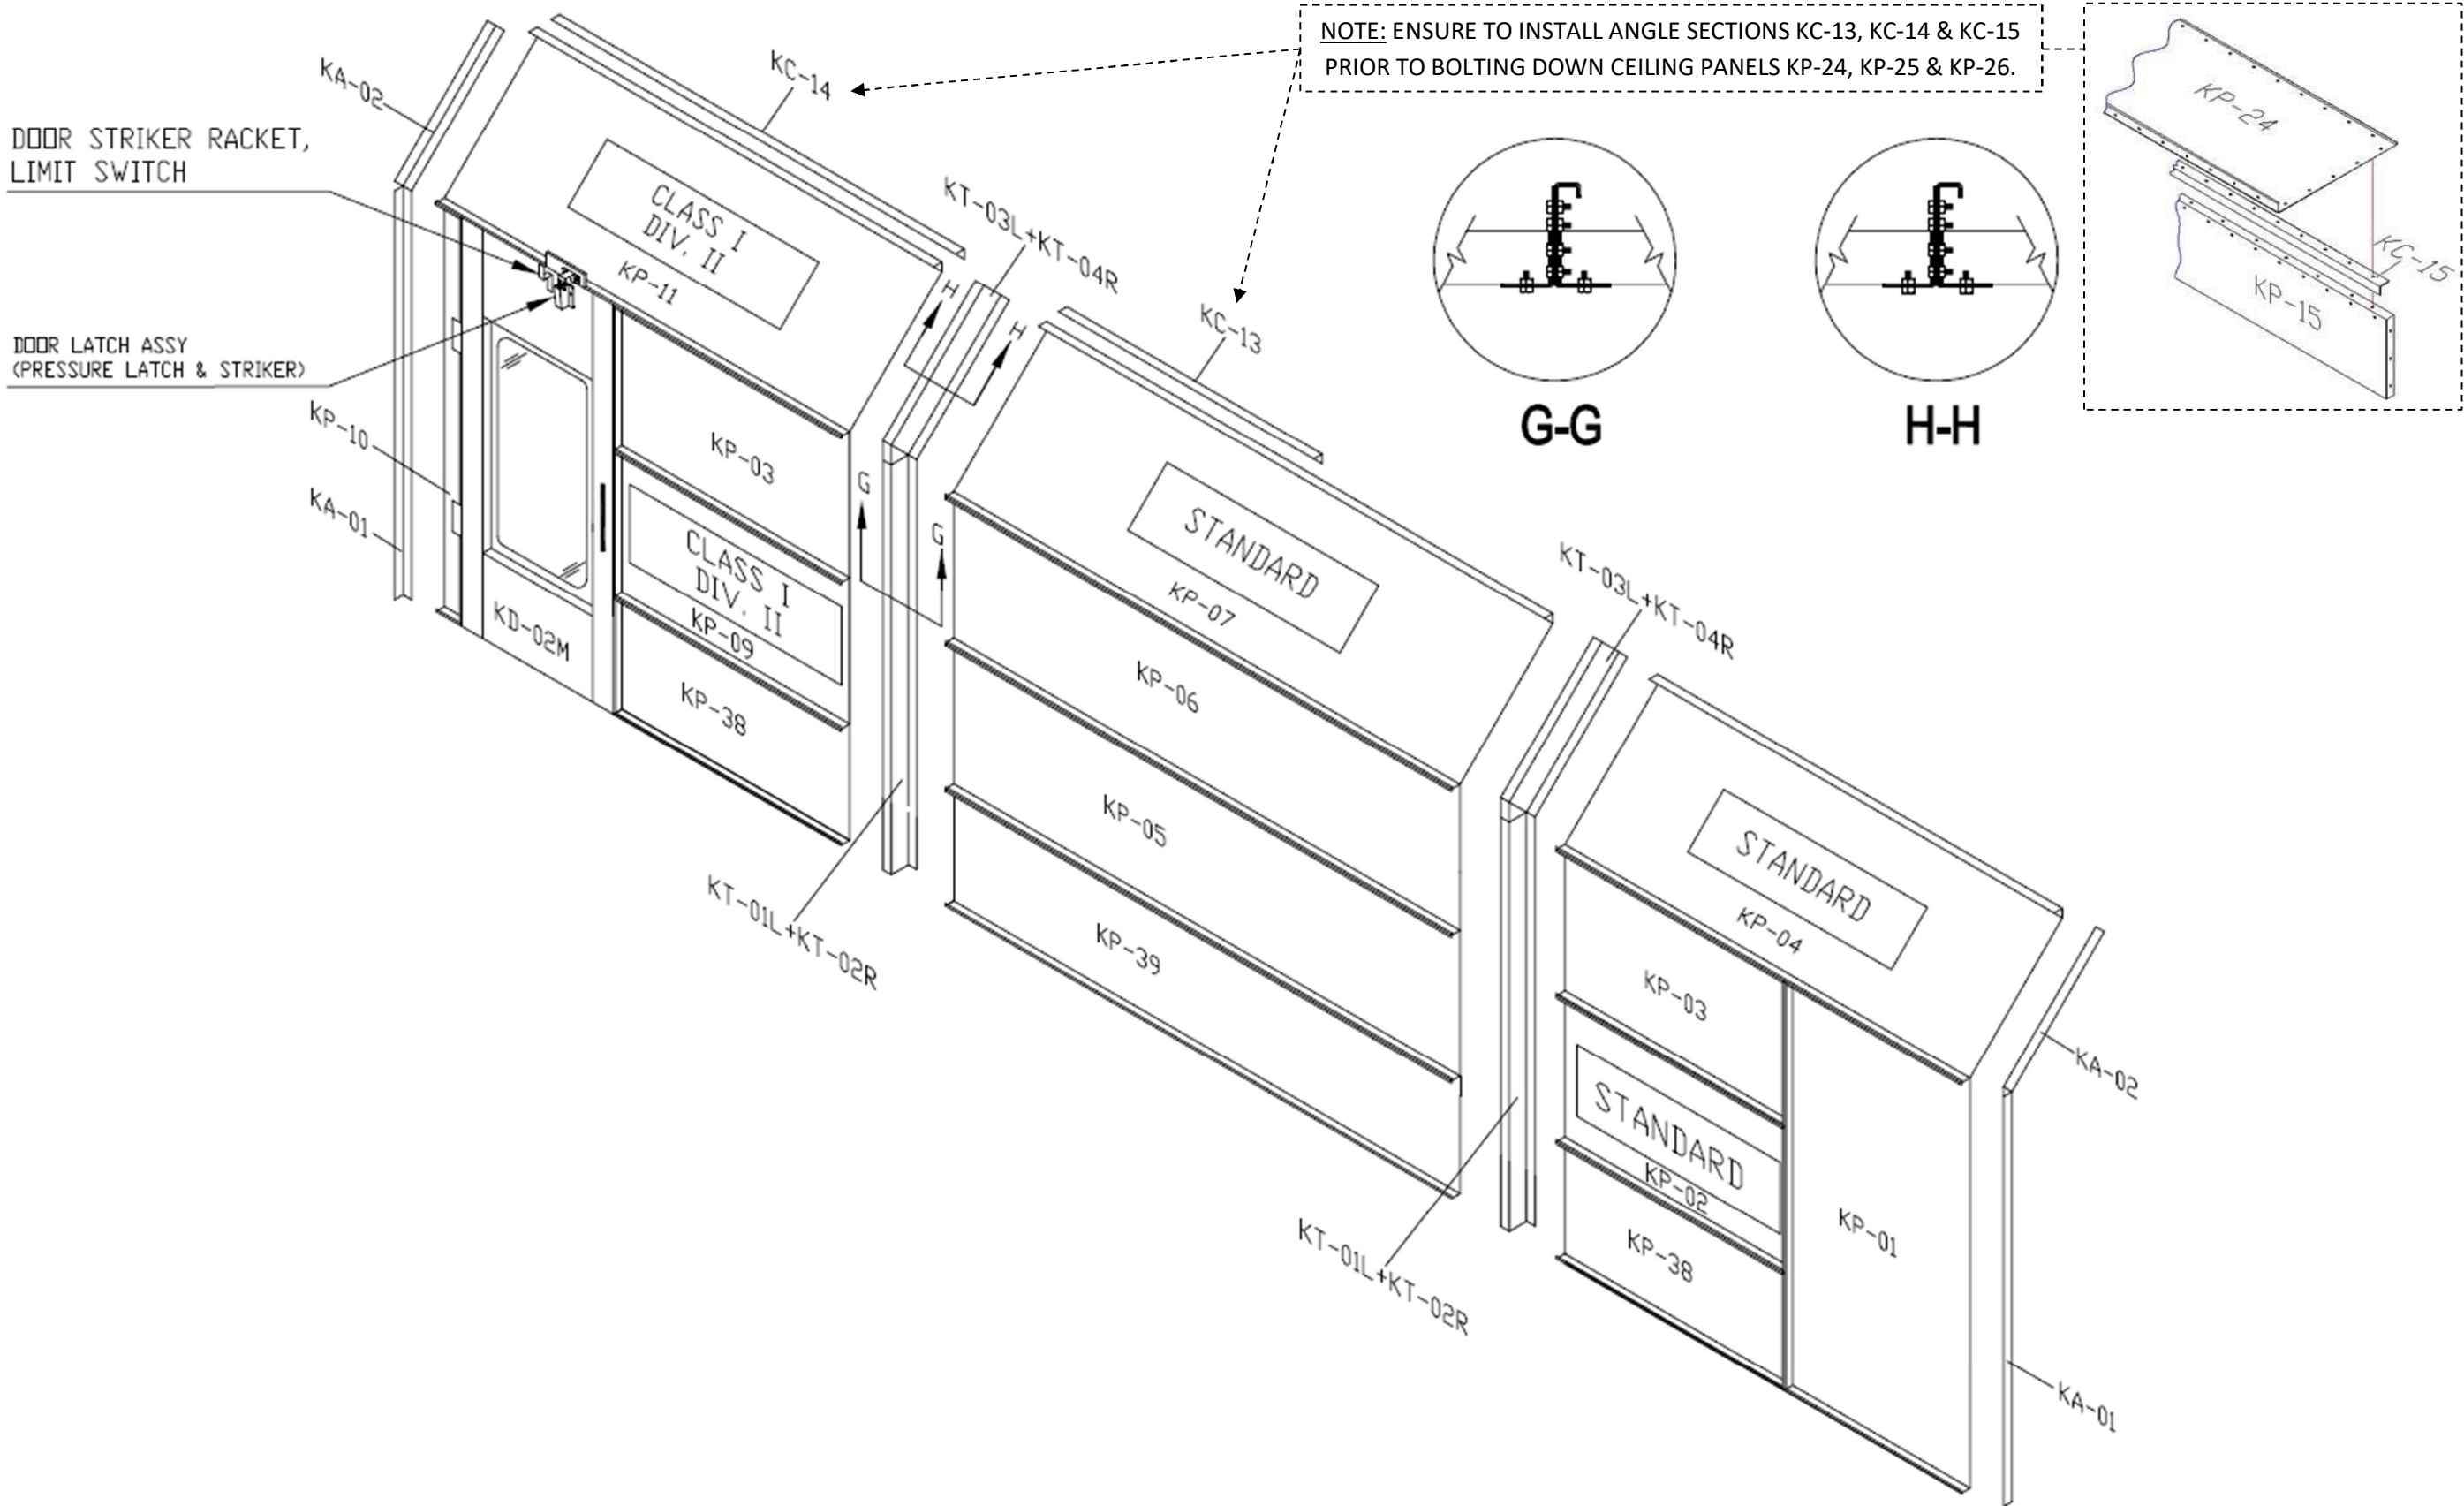 NOTE: ENSURE TO INSTALL ANGLE SECTIONS KC-13, KC-14 & KC-15
PRIOR TO BOLTING DOWN CEILING PANELS KP-24, KP-25 & KP-26.
KP-24
KC-15
KP-15
G-G
H-H
KA-02
KC-14
DOOR STRIKER RACKET,
LIMIT SWITCH
DOOR LATCH ASSY
(PRESSURE LATCH & STRIKER)
KP-10
KA-01
CLASS I
DIV. II
KP-11
KP-03
CLASS I
DIV. II
KP-09
KD-02M
KP-38
KT-03L+KT-04R
H
H
G
G
KT-01L+KT-02R
KC-13
STANDARD
KP-07
KP-06
KP-05
KP-39
KT-03L+KT-04R
KT-01L+KT-02R
STANDARD
KP-04
KP-03
STANDARD
KP-02
KP-38
KP-01
KA-02
KA-01